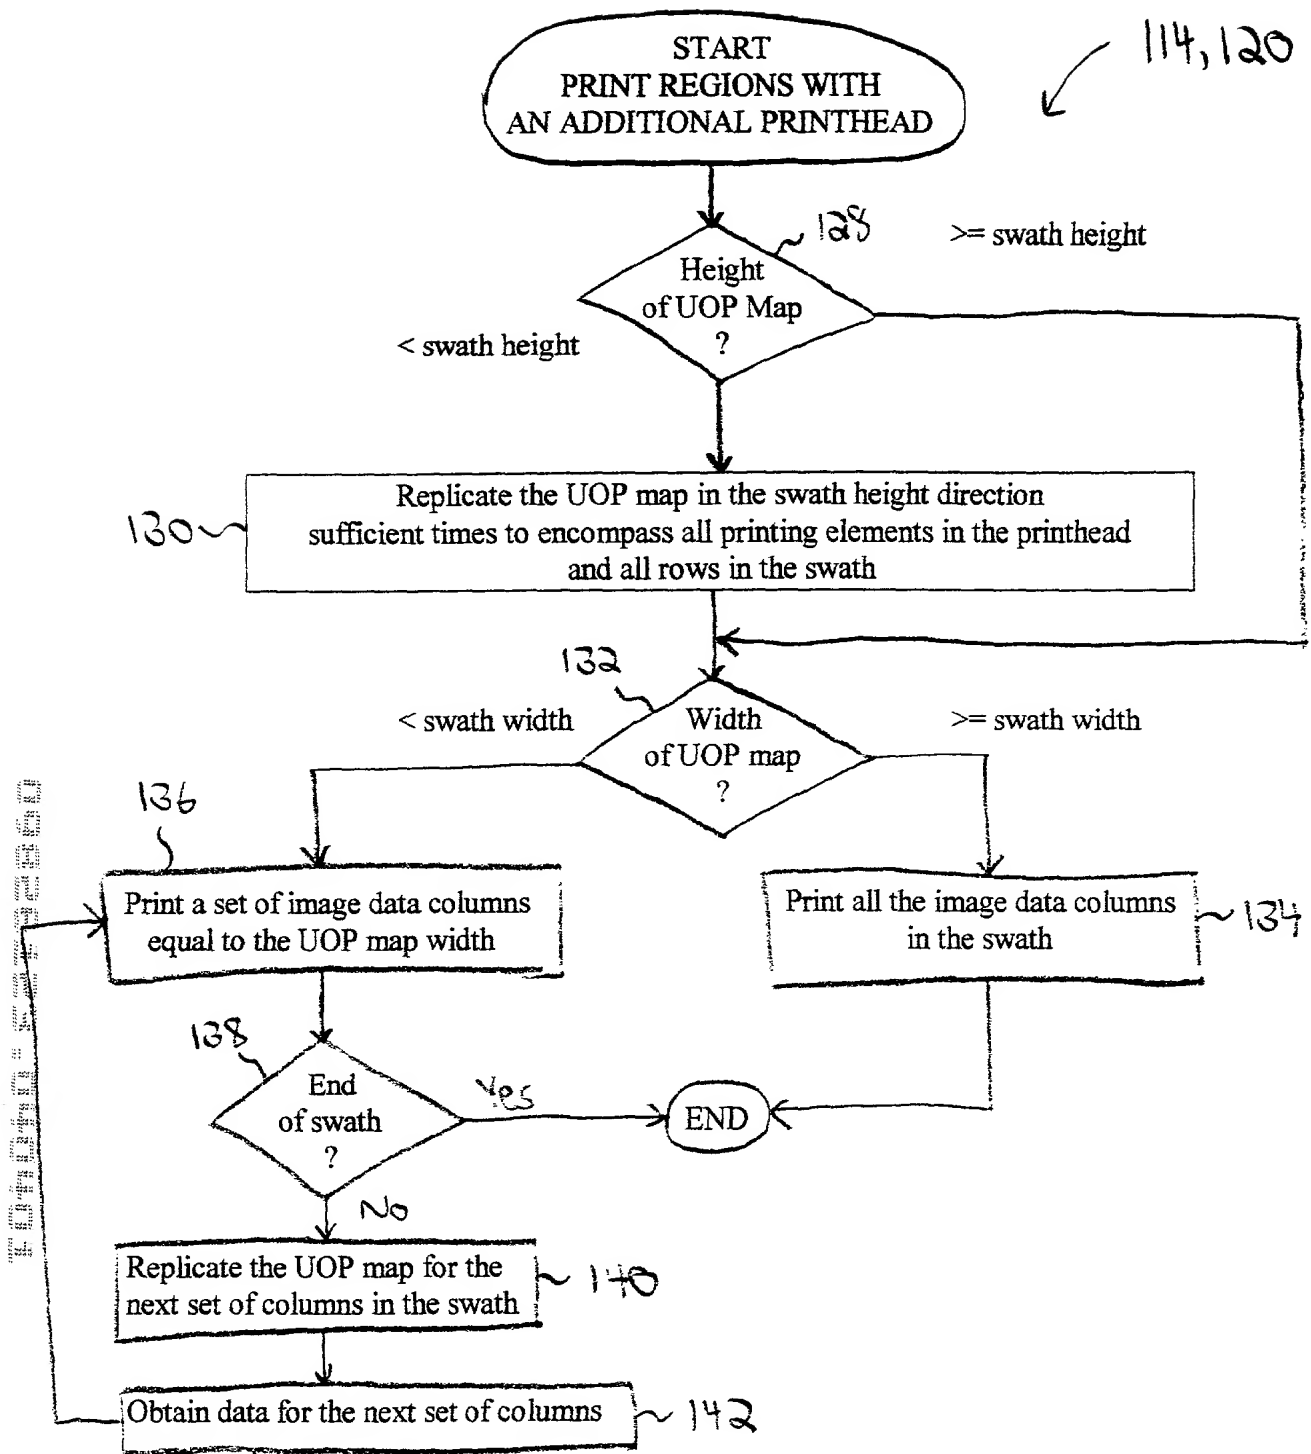 START
PRINT REGIONS WITH
AN ADDITIONAL PRINTHEAD
114, 120
128
>= swath height
Height
of UOP Map
?
< swath height
130
Replicate the UOP map in the swath height direction
sufficient times to encompass all printing elements in the printhead
and all rows in the swath
132
< swath width
Width
of UOP map
?
>= swath width
136
Print a set of image data columns
equal to the UOP map width
Print all the image data columns
in the swath
134
138
End
of swath
?
Yes
END
No
Replicate the UOP map for the
next set of columns in the swath
140
Obtain data for the next set of columns
142